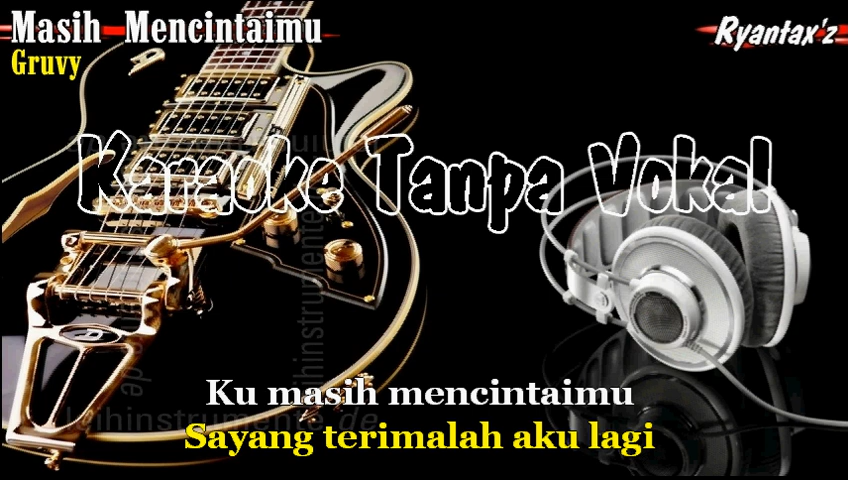 Masih Mencintaimu
Gruvy
Ryantax'z
Karaoke Tanpa Vokal
Ku masih mencintaimu
Sayang terimalah aku lagi